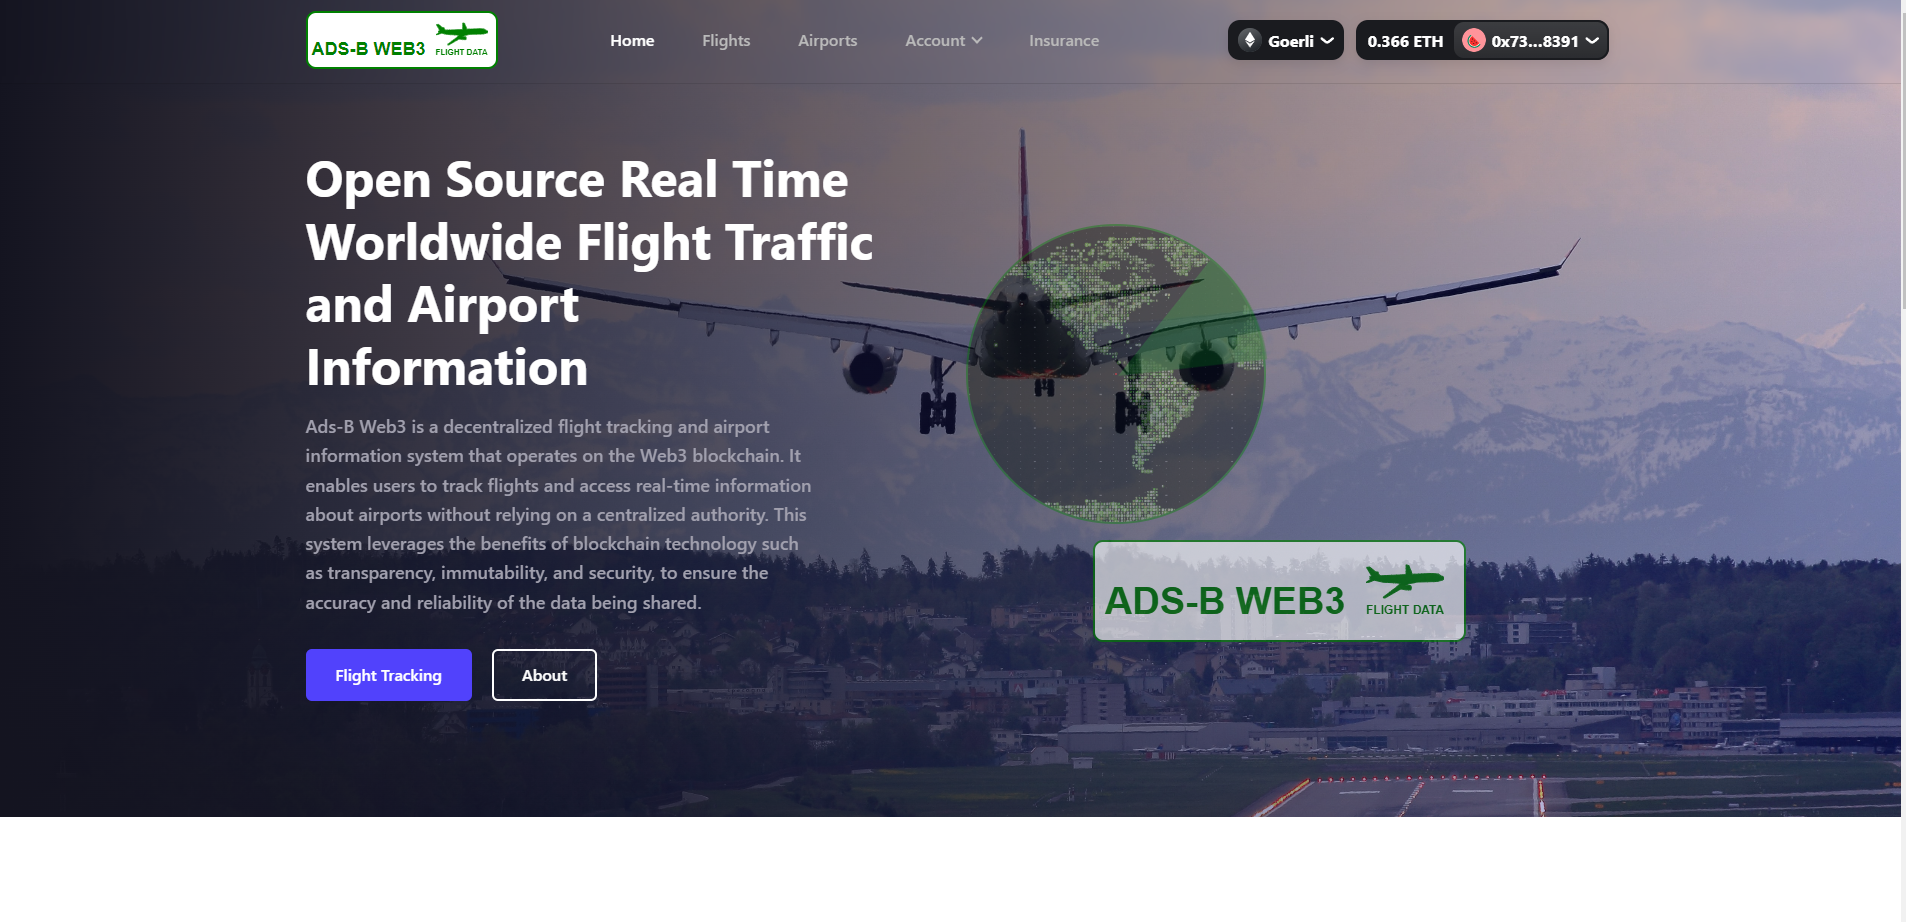 ADS-B WEB3
FLIGHT DATA
Home
Flights
Airports
Account
Insurance
Goerli
0.366 ETH
0x73...8391
Open Source Real Time
Worldwide Flight Traffic
and Airport
Information
Ads-B Web3 is a decentralized flight tracking and airport
information system that operates on the Web3 blockchain. It
enables users to track flights and access real-time information
about airports without relying on a centralized authority. This
system leverages the benefits of blockchain technology such
as transparency, immutability, and security, to ensure the
accuracy and reliability of the data being shared.
ADS-B WEB3
FLIGHT DATA
Flight Tracking
About